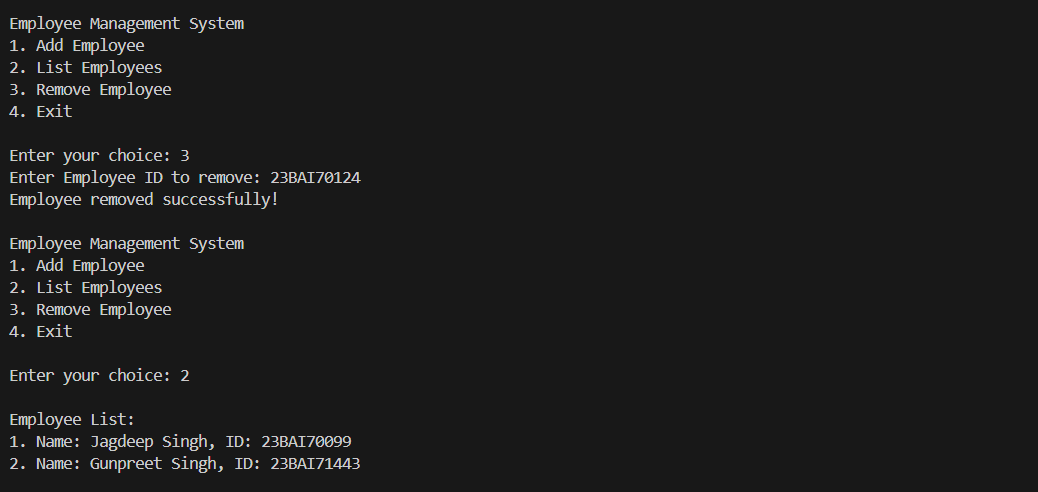 Employee Management System
1. Add Employee
2. List Employees
3. Remove Employee
4. Exit
Enter your choice: 3
Enter Employee ID to remove: 23BAI70124
Employee removed successfully!
Employee Management System
1. Add Employee
2. List Employees
3. Remove Employee
4. Exit
Enter your choice: 2
Employee List:
1. Name: Jagdeep Singh, ID: 23BAI70099
2. Name: Gunpreet Singh, ID: 23BAI71443